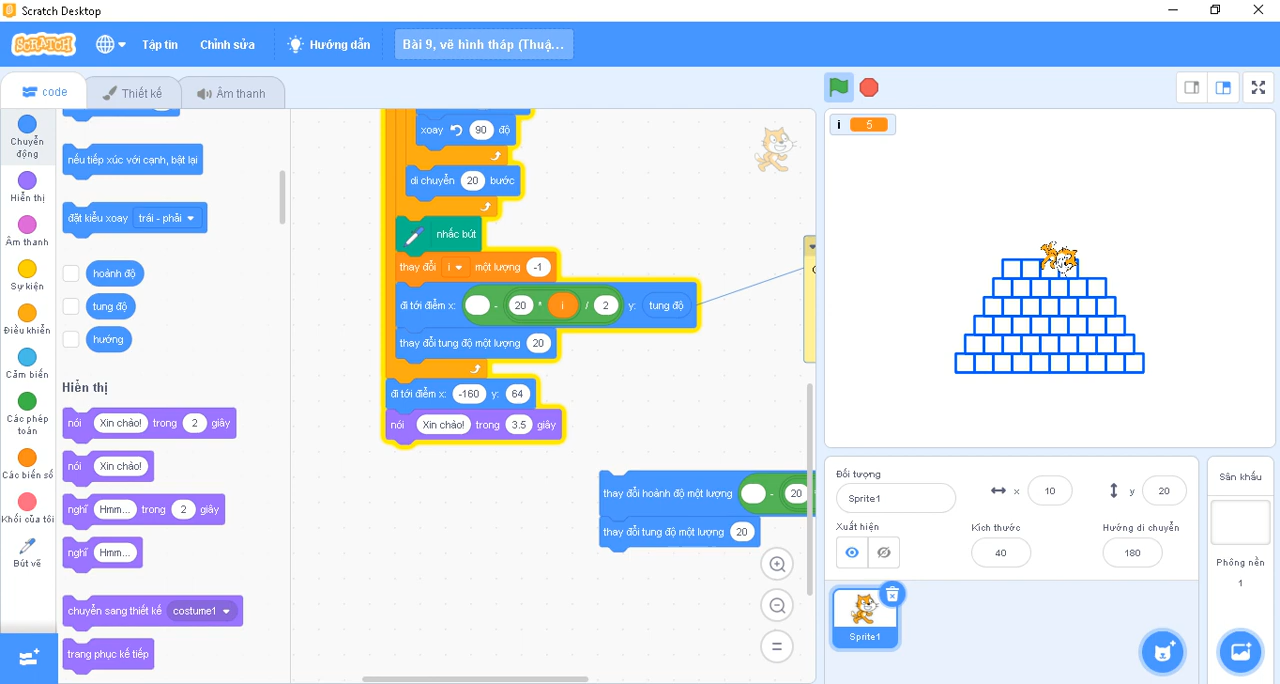 Scratch Desktop
SCRATCH
Tập tin
Chỉnh sửa
Hướng dẫn
Bài 9, vẽ hình tháp (Thuậ...
code
Thiết kế
Âm thanh
Chuyển động
Hiển thị
Âm thanh
Sự kiện
Điều khiển
Cảm biến
Các phép toán
Các biến số
Khối của tôi
Bút vẽ
nếu tiếp xúc với cạnh, bật lại
đặt kiểu xoay trái - phải
hoành độ
tung độ
hướng
Hiển thị
nói Xin chào! trong 2 giây
nói Xin chào!
nghĩ Hmm... trong 2 giây
nghĩ Hmm...
chuyển sang thiết kế costume1
trang phục kế tiếp
xoay 90 độ
di chuyển 20 bước
nhấc bút
thay đổi i một lượng -1
đi tới điểm x: - 20 * i / 2 y: tung độ
thay đổi tung độ một lượng 20
đi tới điểm x: -160 y: 64
nói Xin chào! trong 3.5 giây
thay đổi hoành độ một lượng - 20
thay đổi tung độ một lượng 20
i 5
Đối tượng
Sprite1
x 10
y 20
Xuất hiện
Kích thước
40
Hướng di chuyển
180
Sprite1
Sân khấu
Phông nền
1